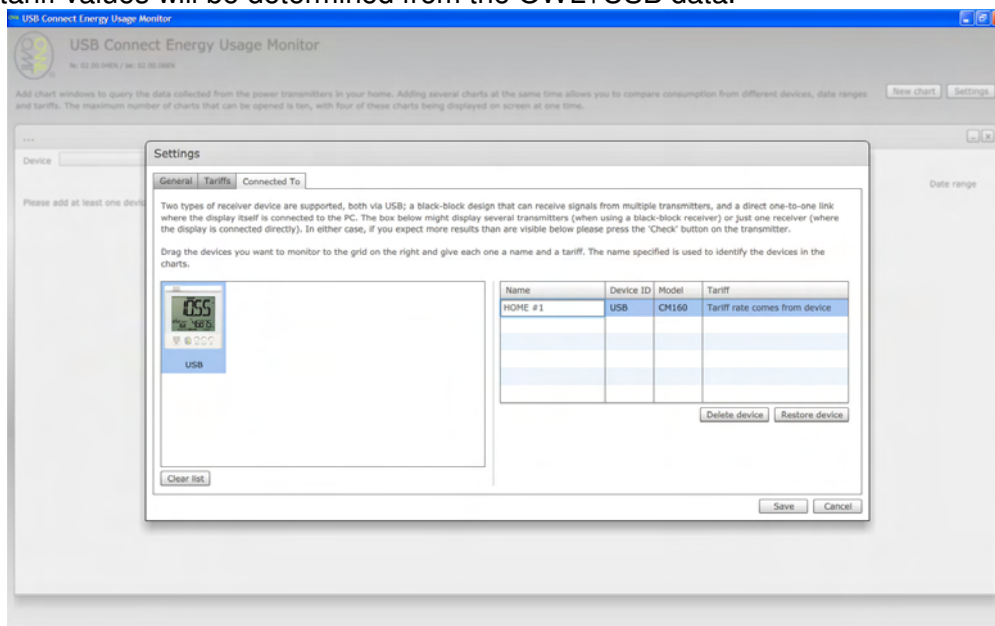 tariff values will be determined from the OWL+USB data.
USB Connect Energy Usage Monitor
USB Connect Energy Usage Monitor
Add chart windows to query the data collected from the power transmitters in your home. Adding several charts at the same time allows you to compare consumption from different devices, date ranges
and tariffs. The maximum number of charts that can be opened is ten, with four of these charts being displayed on screen at one time.
New chart Settings
...
Device
Date range
Please add at least one
Settings
General Tariffs Connected To
Two types of receiver device are supported, both via USB; a black-block design that can receive signals from multiple transmitters, and a direct one-to-one link
where the display itself is connected to the PC. The box below might display several transmitters (when using a black-block receiver) or just one receiver (where
the display is connected directly). In either case, if you expect more results than are visible below please press the 'Check' button on the transmitter.
Drag the devices you want to monitor to the grid on the right and give each one a name and a tariff. The name specified is used to identify the devices in the
charts.
USB
Name Device ID Model Tariff
HOME #1 USB CM160 Tariff rate comes from device
Delete device Restore device
Clear list
Save Cancel